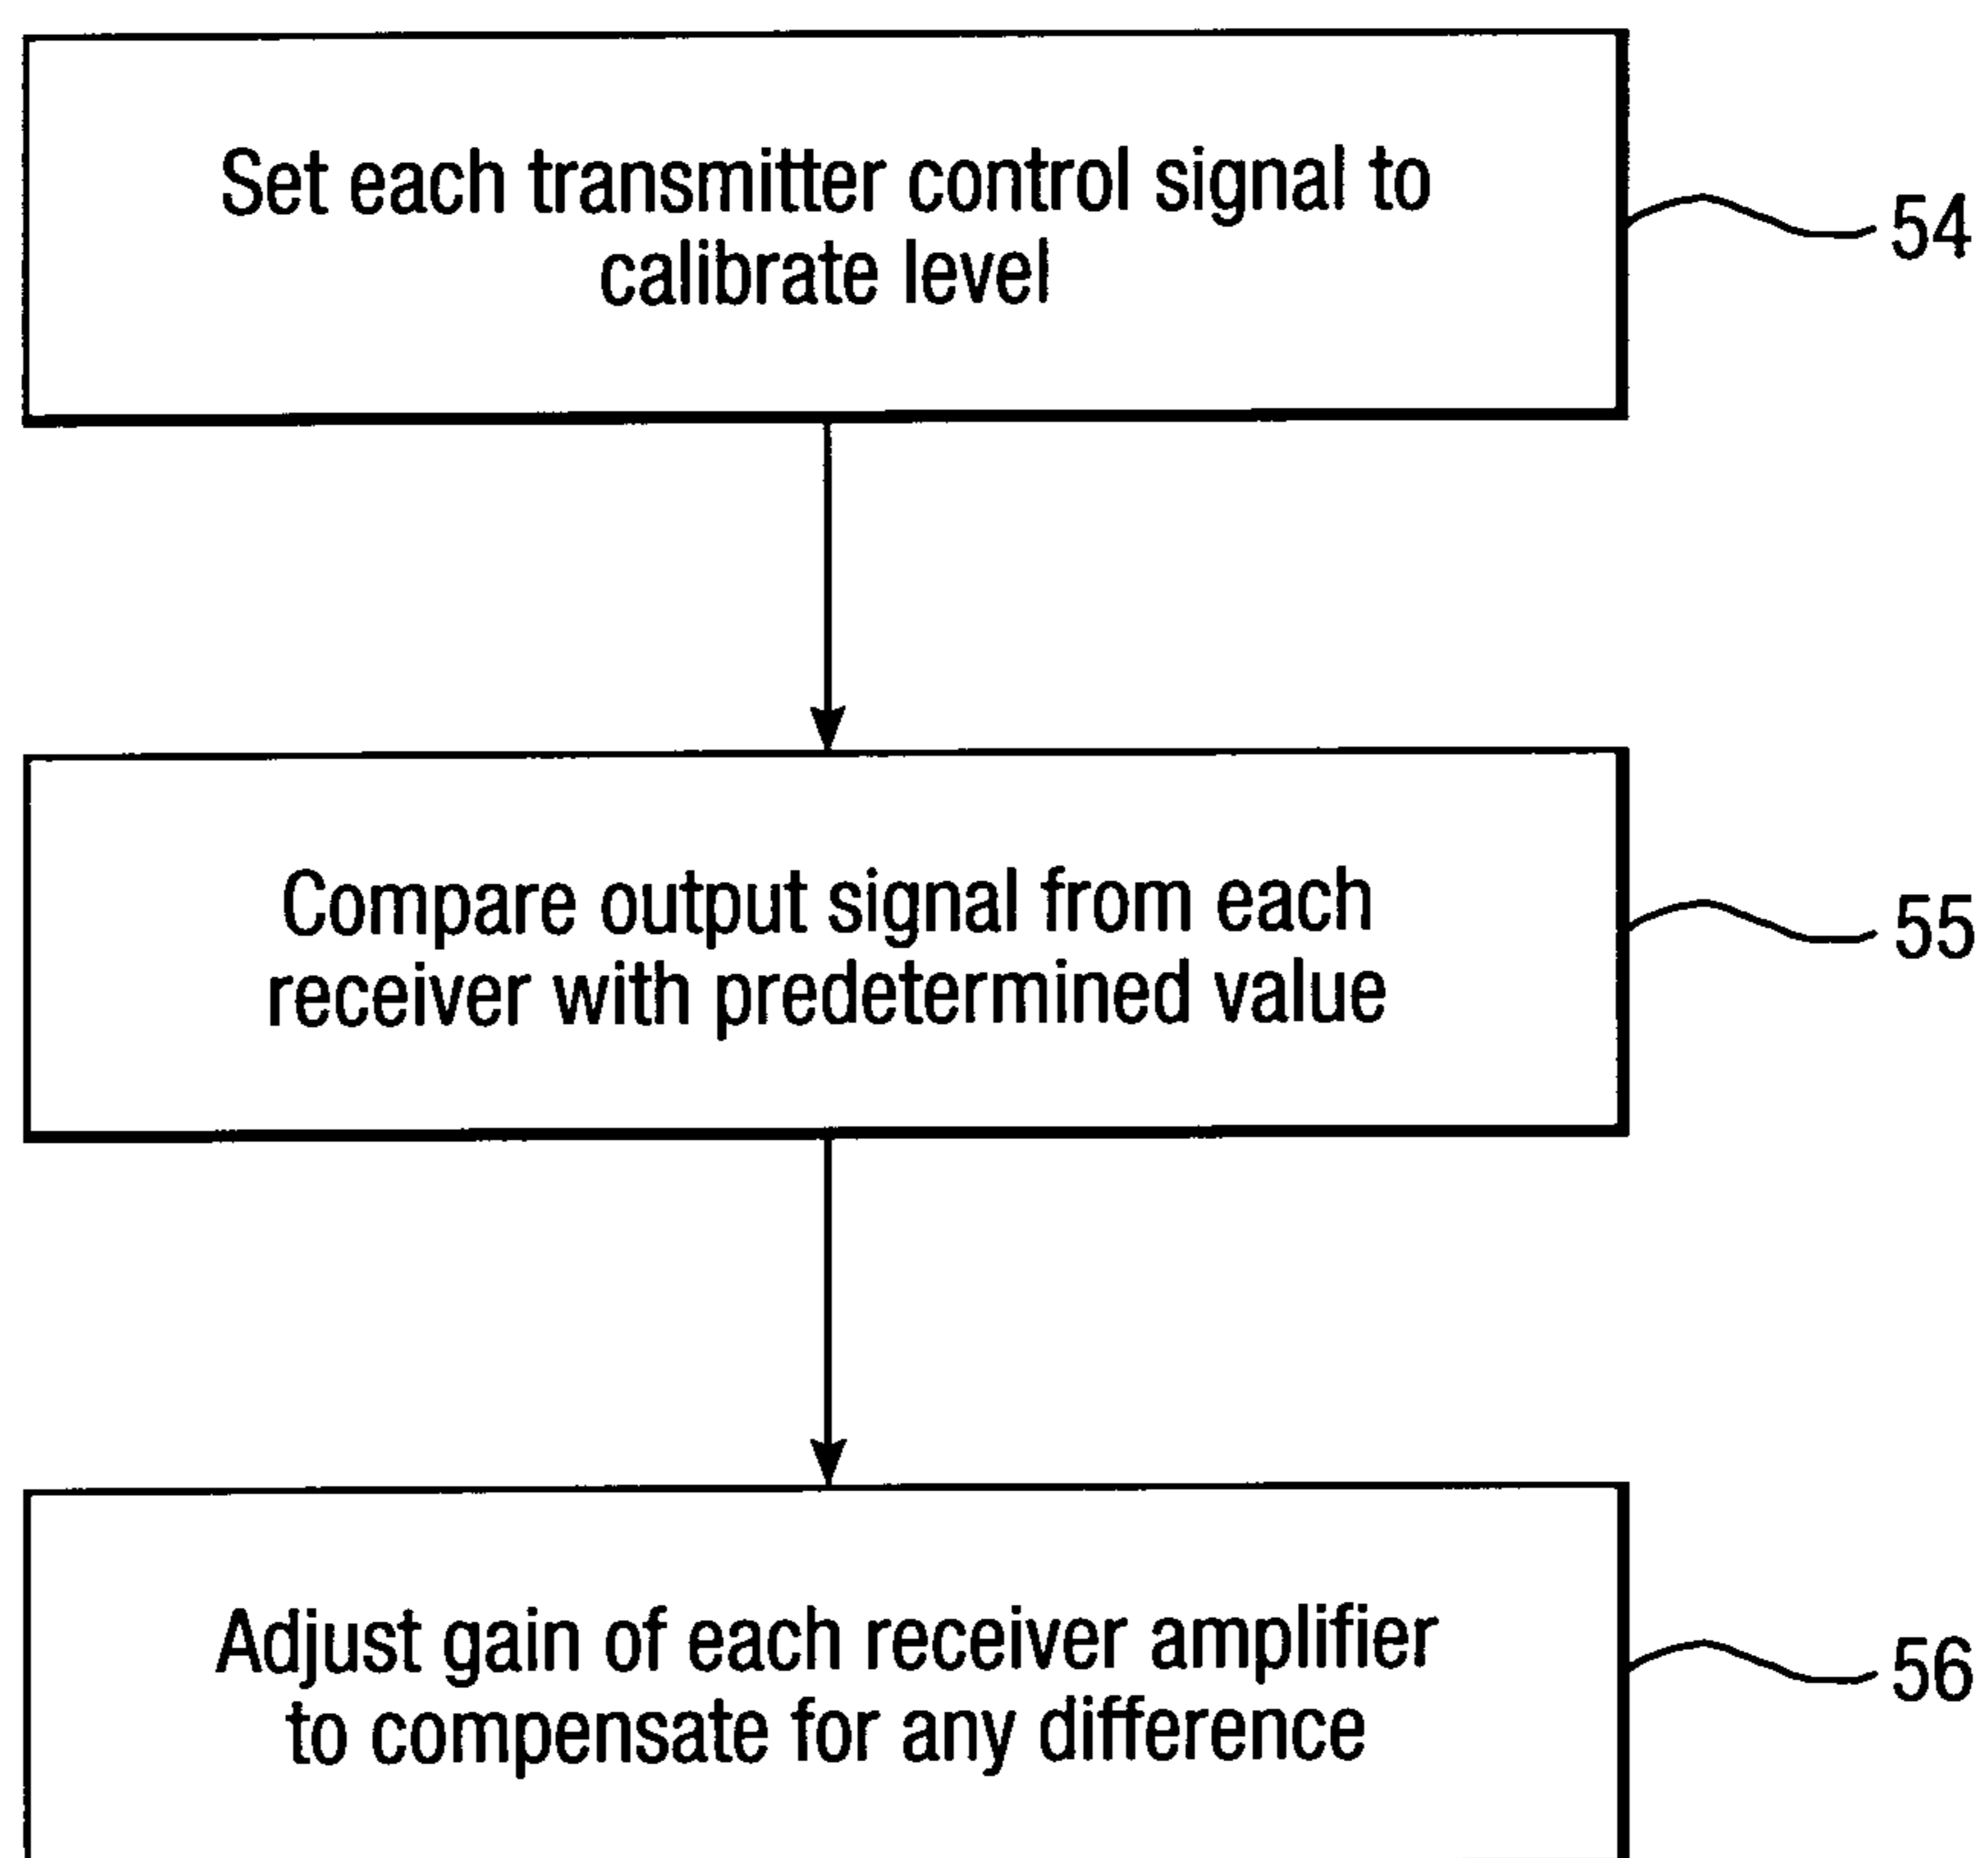 Set each transmitter control signal to
calibrate level
54
Compare output signal from each
receiver with predetermined value
55
Adjust gain of each receiver amplifier
to compensate for any difference
56